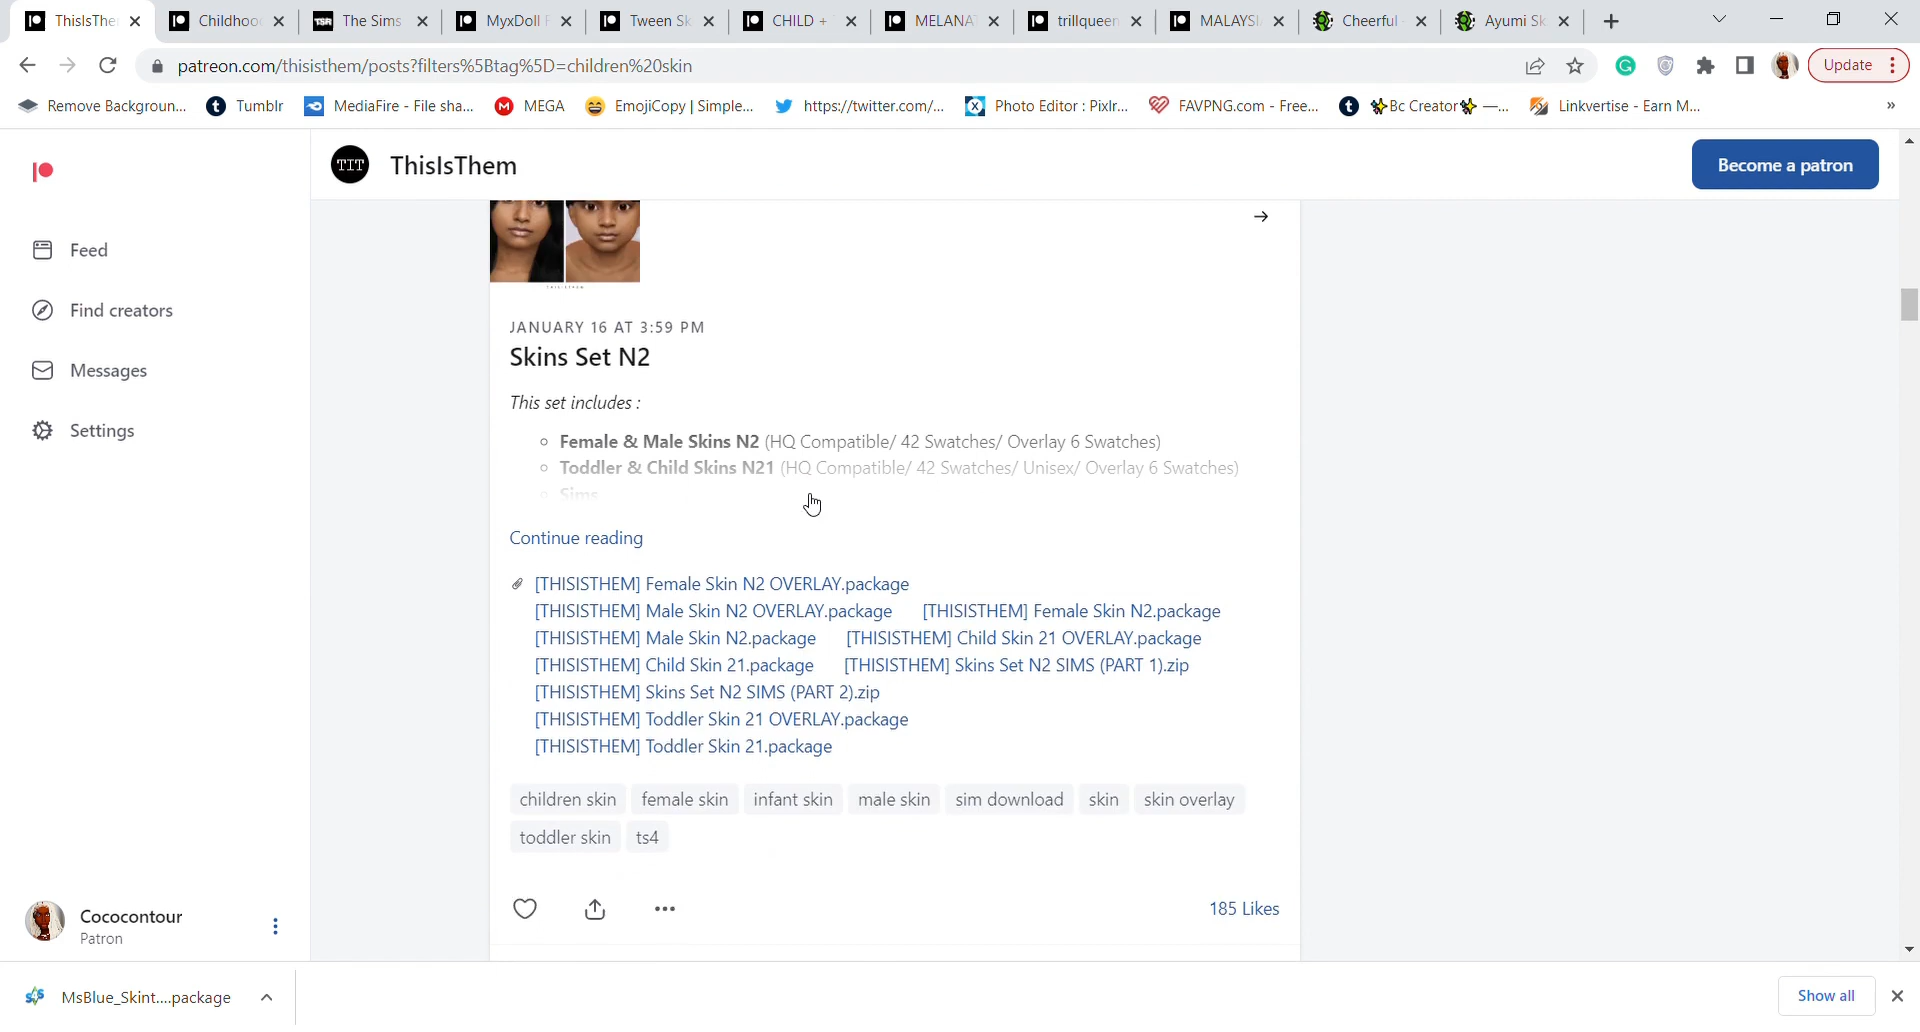 ThisIsThe
Childhoo
TSR The Sims
MyxDoll
Tween Sk
CHILD +
MELANA
trillqueen
MALAYSI
Cheerful
Ayumi Sk
patreon.com/thisisthem/posts?filters%5Btag%5D=children%20skin
Update
Remove Backgroun...
Tumblr
MediaFire - File sha...
MEGA
EmojiCopy | Simple...
https://twitter.com/...
Photo Editor : Pixlr...
FAVPNG.com - Free...
✨Bc Creator✨ —...
Linkvertise - Earn M...
»
TIT ThisIsThem
Become a patron
Feed
Find creators
Messages
Settings
THISISTHEM
JANUARY 16 AT 3:59 PM
Skins Set N2
This set includes :
Female & Male Skins N2 (HQ Compatible/ 42 Swatches/ Overlay 6 Swatches)
Toddler & Child Skins N21 (HQ Compatible/ 42 Swatches/ Unisex/ Overlay 6 Swatches)
Sims
Continue reading
[THISISTHEM] Female Skin N2 OVERLAY.package
[THISISTHEM] Male Skin N2 OVERLAY.package [THISISTHEM] Female Skin N2.package
[THISISTHEM] Male Skin N2.package [THISISTHEM] Child Skin 21 OVERLAY.package
[THISISTHEM] Child Skin 21.package [THISISTHEM] Skins Set N2 SIMS (PART 1).zip
[THISISTHEM] Skins Set N2 SIMS (PART 2).zip
[THISISTHEM] Toddler Skin 21 OVERLAY.package
[THISISTHEM] Toddler Skin 21.package
children skin female skin infant skin male skin sim download skin skin overlay
toddler skin ts4
185 Likes
Cococontour
Patron
MsBlue_Skint....package
Show all